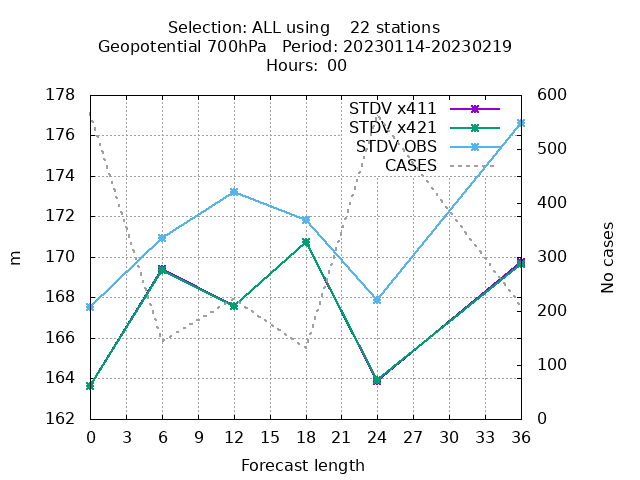 Selection: ALL using    22 stations
Geopotential 700hPa   Period: 20230114-20230219
Hours: 00
STDV x411
STDV x421
STDV OBS
CASES
178
176
174
172
170
168
166
164
162
m
600
500
400
300
200
100
0
No cases
0 3 6 9 12 15 18 21 24 27 30 33 36
Forecast length